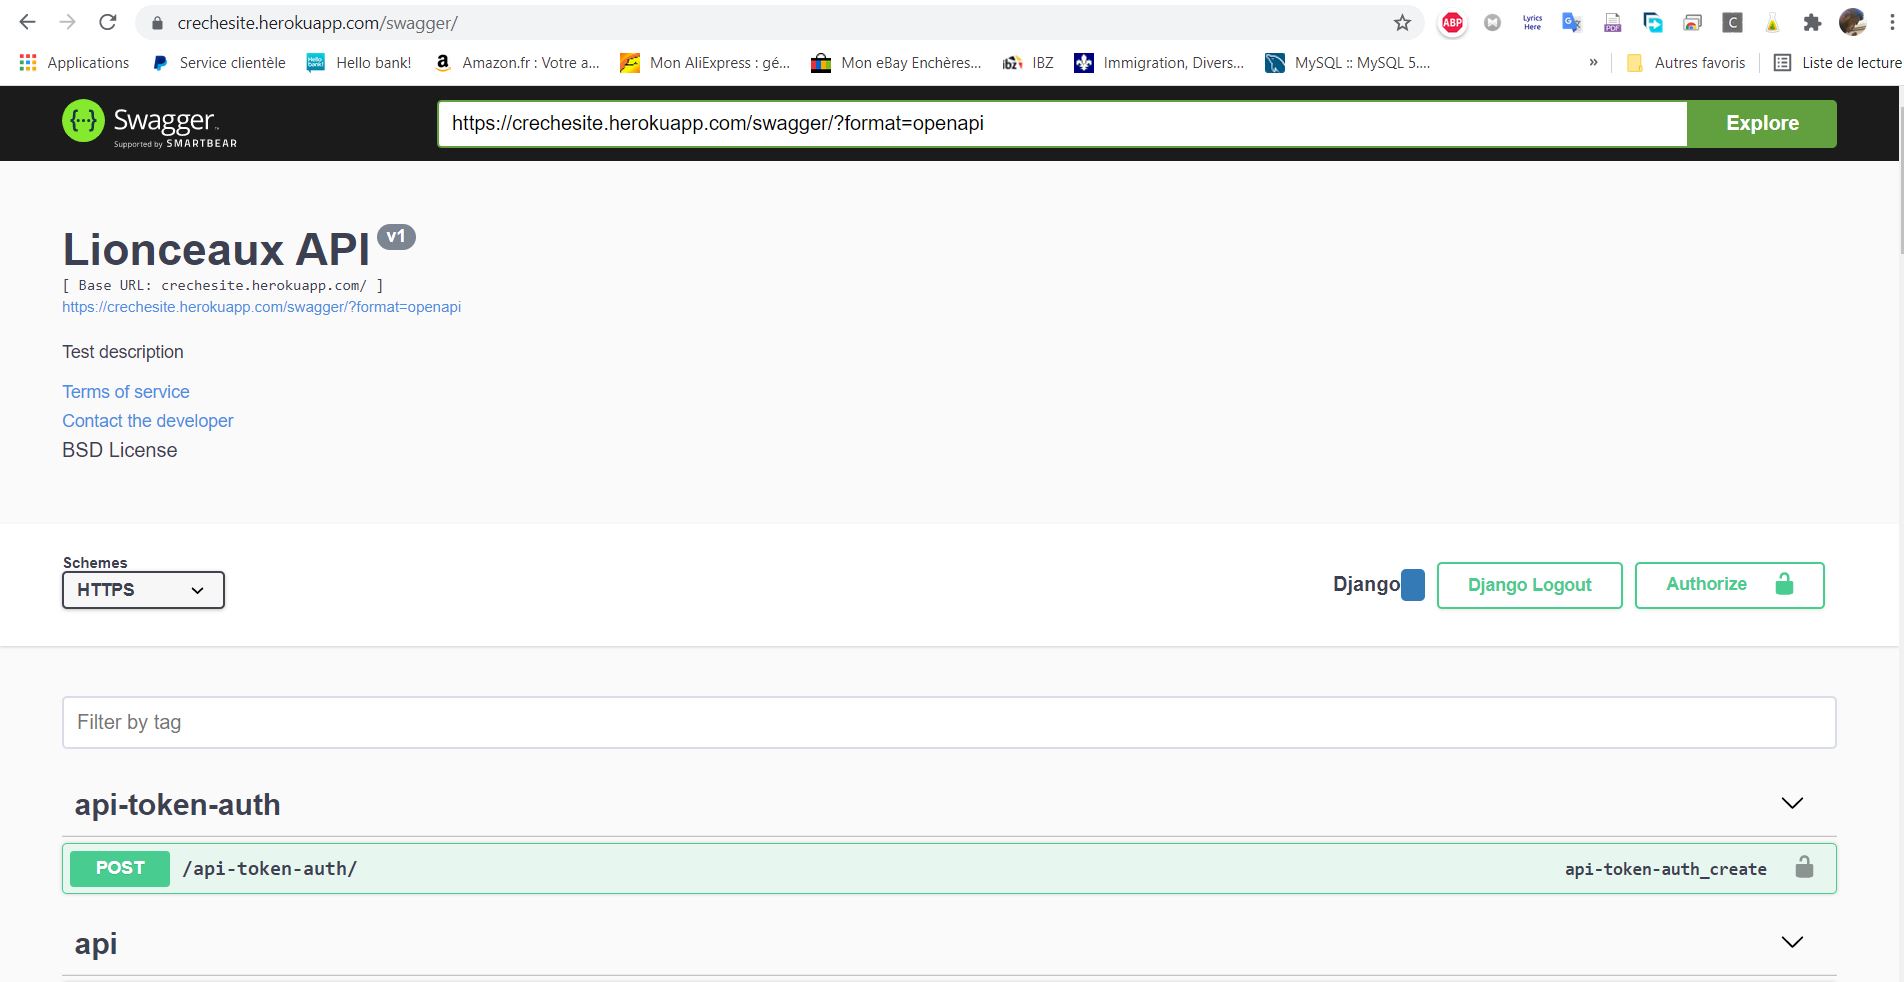 crechesite.herokuapp.com/swagger/
ABP
Lyrics Here
PDF
C
Applications Service clientèle Hello bank! Amazon.fr : Votre a... Mon AliExpress : gé... Mon eBay Enchères... IBZ Immigration, Divers... MySQL :: MySQL 5.... » Autres favoris Liste de lecture
Swagger
Supported by SMARTBEAR
https://crechesite.herokuapp.com/swagger/?format=openapi
Explore
Lionceaux API v1
[ Base URL: crechesite.herokuapp.com/ ]
https://crechesite.herokuapp.com/swagger/?format=openapi
Test description
Terms of service
Contact the developer
BSD License
Schemes
HTTPS
Django
Django Logout
Authorize
Filter by tag
api-token-auth
POST /api-token-auth/ api-token-auth_create
api